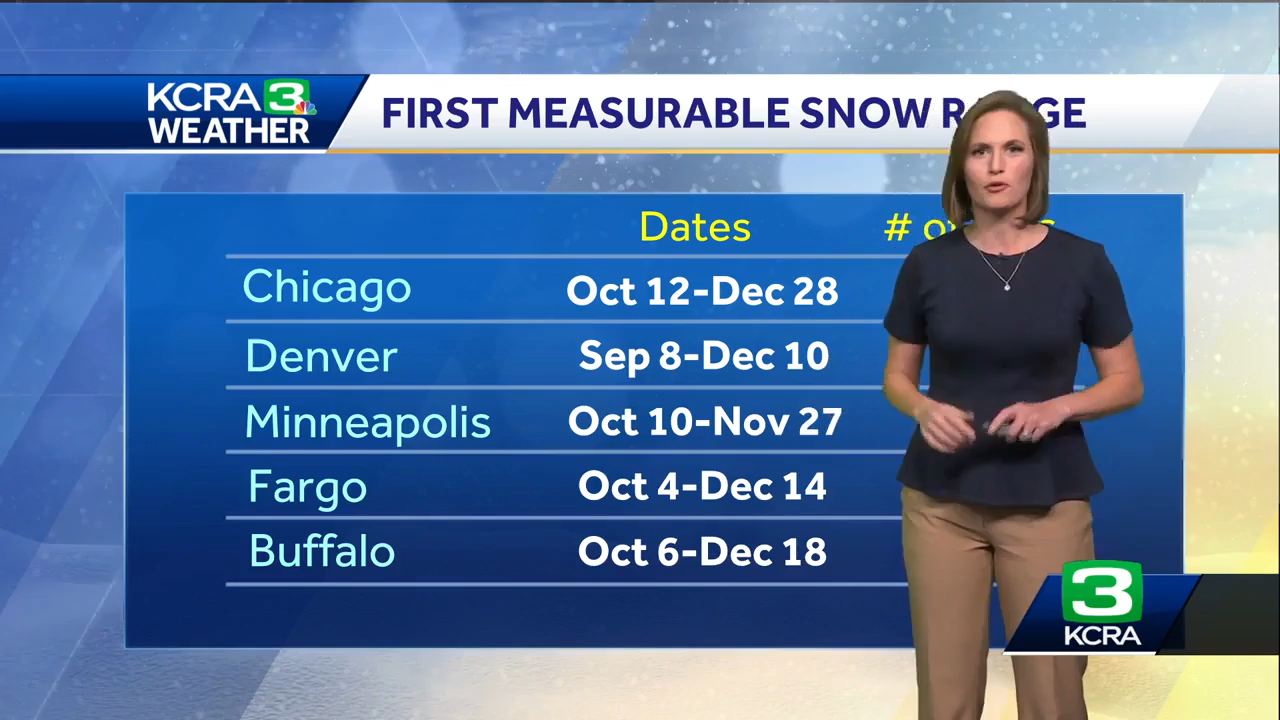 KCRA 3
WEATHER
FIRST MEASURABLE SNOW
Dates
#
Chicago
Oct 12-Dec 28
Denver
Sep 8-Dec 10
Minneapolis
Oct 10-Nov 27
Fargo
Oct 4-Dec 14
Buffalo
Oct 6-Dec 18
3
KCRA